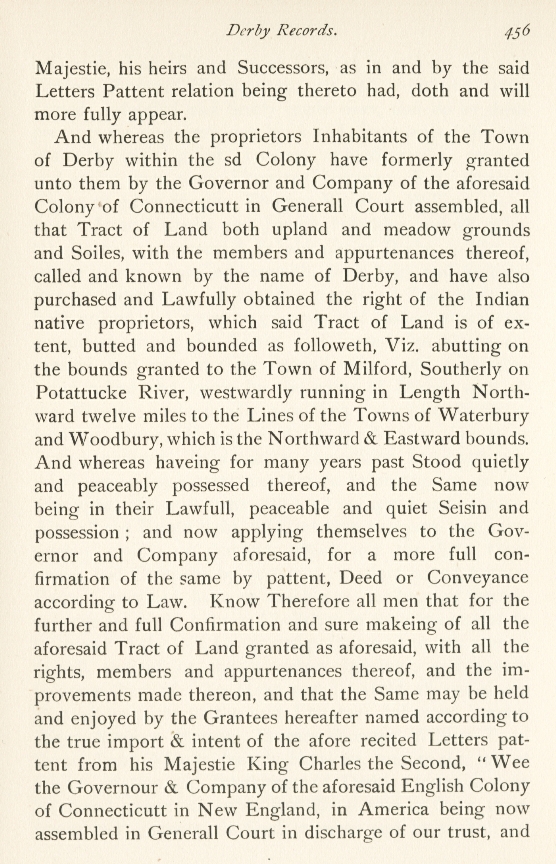 Derby Records. 456
Majestie, his heirs and Successors, as in and by the said
Letters Pattent relation being thereto had, doth and will
more fully appear.
And whereas the proprietors Inhabitants of the Town
of Derby within the sd Colony have formerly granted
unto them by the Governor and Company of the aforesaid
Colony of Connecticutt in Generall Court assembled, all
that Tract of Land both upland and meadow grounds
and Soiles, with the members and appurtenances thereof,
called and known by the name of Derby, and have also
purchased and Lawfully obtained the right of the Indian
native proprietors, which said Tract of Land is of ex-
tent, butted and bounded as followeth, Viz. abutting on
the bounds granted to the Town of Milford, Southerly on
Potattucke River, westwardly running in Length North-
ward twelve miles to the Lines of the Towns of Waterbury
and Woodbury, which is the Northward & Eastward bounds.
And whereas haveing for many years past Stood quietly
and peaceably possessed thereof, and the Same now
being in their Lawfull, peaceable and quiet Seisin and
possession ; and now applying themselves to the Gov-
ernor and Company aforesaid, for a more full con-
firmation of the same by pattent, Deed or Conveyance
according to Law. Know Therefore all men that for the
further and full Confirmation and sure makeing of all the
aforesaid Tract of Land granted as aforesaid, with all the
rights, members and appurtenances thereof, and the im-
provements made thereon, and that the Same may be held
and enjoyed by the Grantees hereafter named according to
the true import & intent of the afore recited Letters pat-
tent from his Majestie King Charles the Second, "Wee
the Governour & Company of the aforesaid English Colony
of Connecticutt in New England, in America being now
assembled in Generall Court in discharge of our trust, and